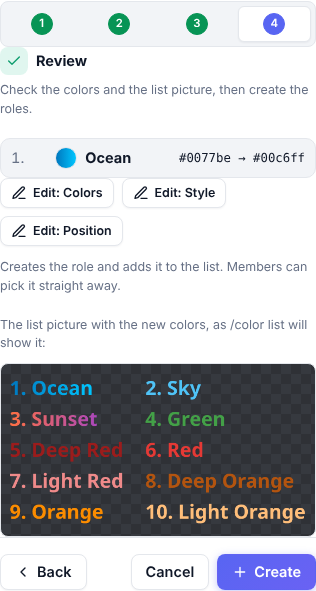 1 2 3 4
Review
Check the colors and the list picture, then create the
roles.
1. Ocean #0077be → #00c6ff
Edit: Colors Edit: Style
Edit: Position
Creates the role and adds it to the list. Members can
pick it straight away.
The list picture with the new colors, as /color list will
show it:
1. Ocean 2. Sky
3. Sunset 4. Green
5. Deep Red 6. Red
7. Light Red 8. Deep Orange
9. Orange 10. Light Orange
Back Cancel Create